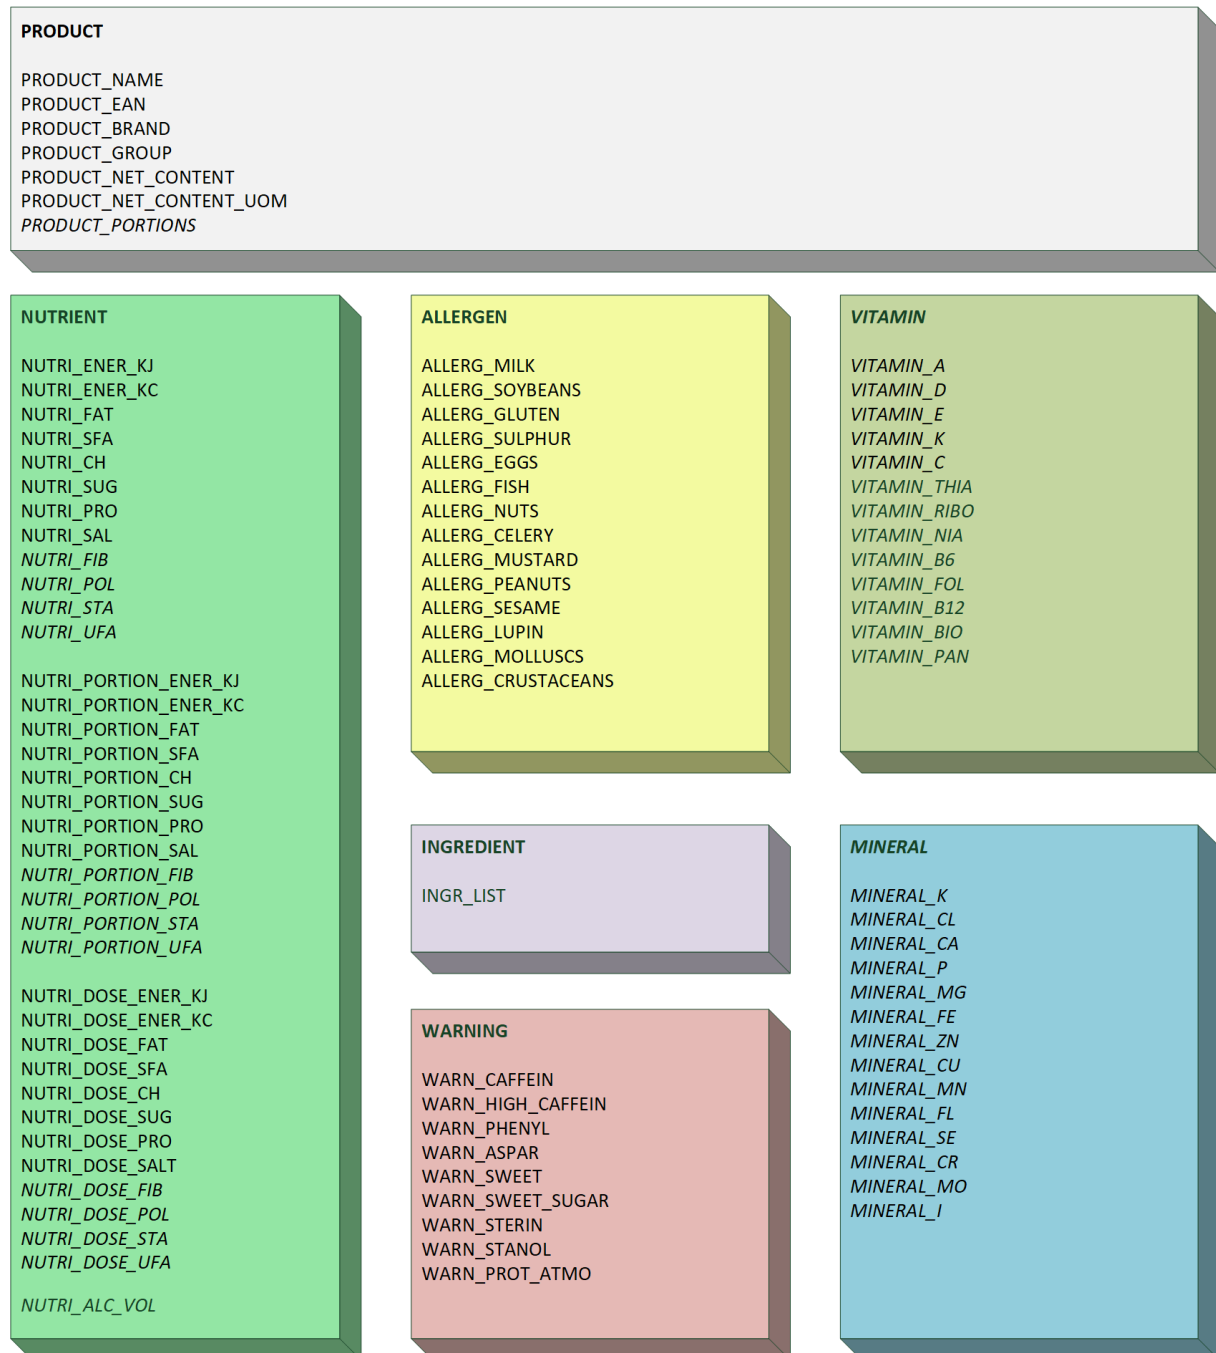 PRODUCT
PRODUCT_NAME
PRODUCT_EAN
PRODUCT_BRAND
PRODUCT_GROUP
PRODUCT_NET_CONTENT
PRODUCT_NET_CONTENT_UOM
PRODUCT_PORTIONS
NUTRIENT
NUTRI_ENER_KJ
NUTRI_ENER_KC
NUTRI_FAT
NUTRI_SFA
NUTRI_CH
NUTRI_SUG
NUTRI_PRO
NUTRI_SAL
NUTRI_FIB
NUTRI_POL
NUTRI_STA
NUTRI_UFA
NUTRI_PORTION_ENER_KJ
NUTRI_PORTION_ENER_KC
NUTRI_PORTION_FAT
NUTRI_PORTION_SFA
NUTRI_PORTION_CH
NUTRI_PORTION_SUG
NUTRI_PORTION_PRO
NUTRI_PORTION_SAL
NUTRI_PORTION_FIB
NUTRI_PORTION_POL
NUTRI_PORTION_STA
NUTRI_PORTION_UFA
NUTRI_DOSE_ENER_KJ
NUTRI_DOSE_ENER_KC
NUTRI_DOSE_FAT
NUTRI_DOSE_SFA
NUTRI_DOSE_CH
NUTRI_DOSE_SUG
NUTRI_DOSE_PRO
NUTRI_DOSE_SALT
NUTRI_DOSE_FIB
NUTRI_DOSE_POL
NUTRI_DOSE_STA
NUTRI_DOSE_UFA
NUTRI_ALC_VOL
ALLERGEN
ALLERG_MILK
ALLERG_SOYBEANS
ALLERG_GLUTEN
ALLERG_SULPHUR
ALLERG_EGGS
ALLERG_FISH
ALLERG_NUTS
ALLERG_CELERY
ALLERG_MUSTARD
ALLERG_PEANUTS
ALLERG_SESAME
ALLERG_LUPIN
ALLERG_MOLLUSCS
ALLERG_CRUSTACEANS
INGREDIENT
INGR_LIST
WARNING
WARN_CAFFEIN
WARN_HIGH_CAFFEIN
WARN_PHENYL
WARN_ASPAR
WARN_SWEET
WARN_SWEET_SUGAR
WARN_STERIN
WARN_STANOL
WARN_PROT_ATMO
VITAMIN
VITAMIN_A
VITAMIN_D
VITAMIN_E
VITAMIN_K
VITAMIN_C
VITAMIN_THIA
VITAMIN_RIBO
VITAMIN_NIA
VITAMIN_B6
VITAMIN_FOL
VITAMIN_B12
VITAMIN_BIO
VITAMIN_PAN
MINERAL
MINERAL_K
MINERAL_CL
MINERAL_CA
MINERAL_P
MINERAL_MG
MINERAL_FE
MINERAL_ZN
MINERAL_CU
MINERAL_MN
MINERAL_FL
MINERAL_SE
MINERAL_CR
MINERAL_MO
MINERAL_I